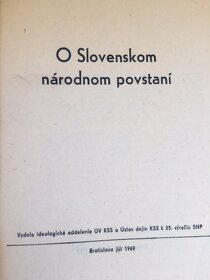 O Slovenskom
národnom povstaní
Vydalo ideologické oddelenie ÚV KSS a Ústav dejín KSS k 25. výročiu SNP
Bratislava júl 1969